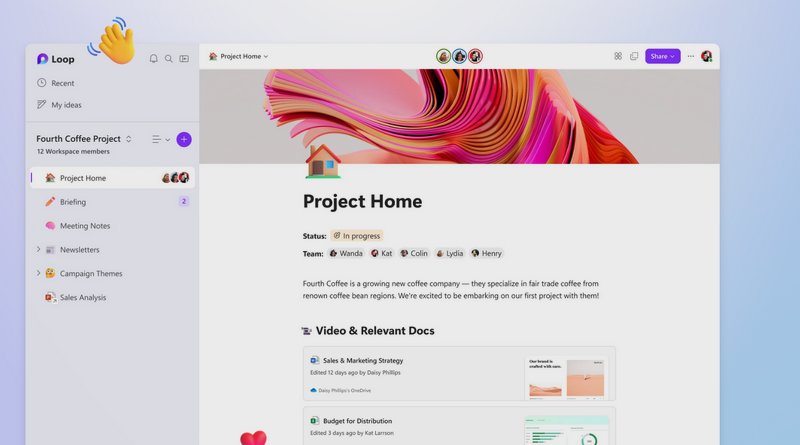 Loop
Recent
My ideas
Fourth Coffee Project
12 Workspace members
Project Home
Briefing
2
Meeting Notes
Newsletters
Campaign Themes
Sales Analysis
Project Home
Share
Project Home
Status: In progress
Team: Wanda Kat Colin Lydia Henry
Fourth Coffee is a growing new coffee company — they specialize in fair trade coffee from
renown coffee bean regions. We're excited to be embarking on our first project with them!
Video & Relevant Docs
Sales & Marketing Strategy
Edited 12 days ago by Daisy Phillips
Daisy Phillips's OneDrive
Our brand is
crafted with care.
Budget for Distribution
Edited 3 days ago by Kat Larrson